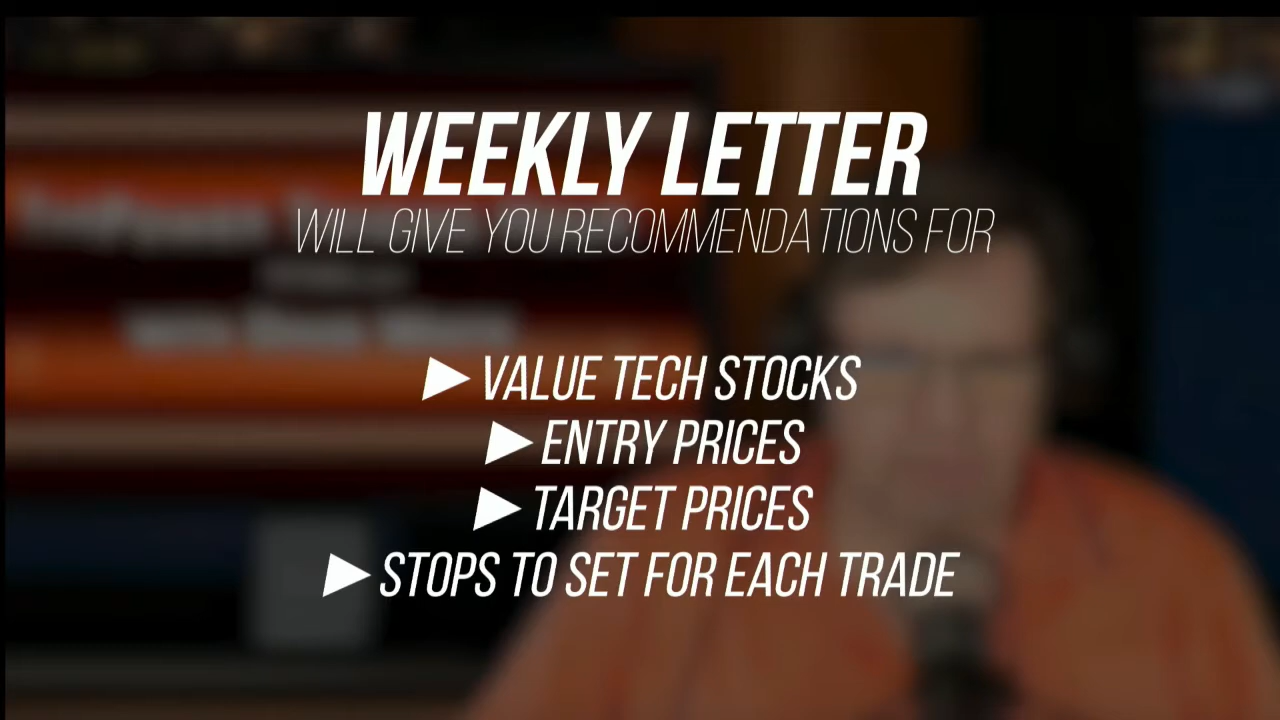 WEEKLY LETTER
WILL GIVE YOU RECOMMENDATIONS FOR
▶ VALUE TECH STOCKS
▶ ENTRY PRICES
▶ TARGET PRICES
▶ STOPS TO SET FOR EACH TRADE